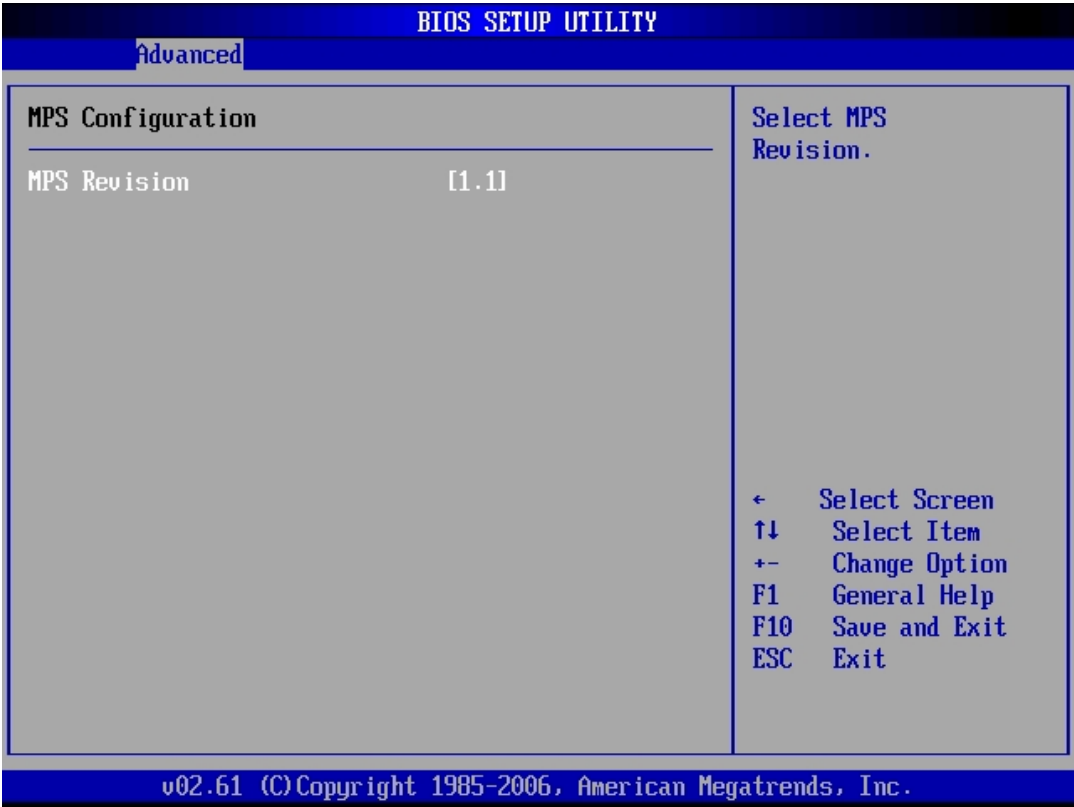 BIOS SETUP UTILITY
Advanced
MPS Configuration
MPS Revision [1.1]
Select MPS
Revision.
← Select Screen
↑↓ Select Item
+- Change Option
F1 General Help
F10 Save and Exit
ESC Exit
v02.61 (C)Copyright 1985-2006, American Megatrends, Inc.